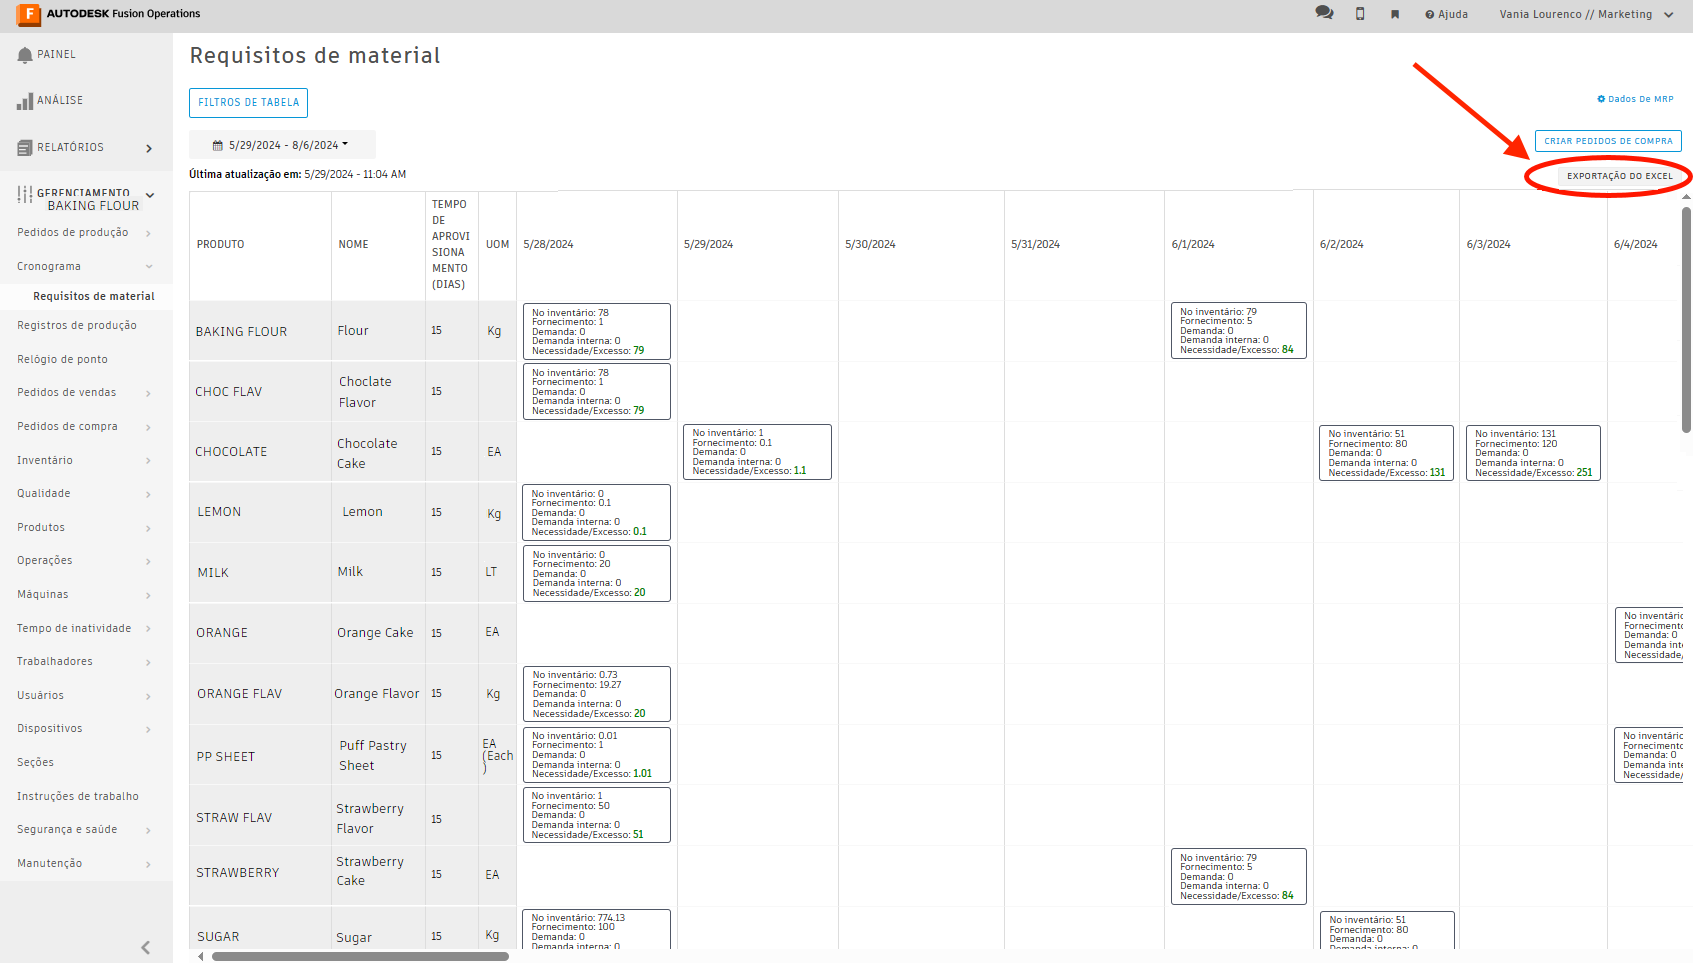 AUTODESK Fusion Operations
Ajuda
Vania Lourenco // Marketing
PAINEL
ANÁLISE
RELATÓRIOS
GERENCIAMENTO
BAKING FLOUR
Pedidos de produção
Cronograma
Requisitos de material
Registros de produção
Relógio de ponto
Pedidos de vendas
Pedidos de compra
Inventário
Qualidade
Produtos
Operações
Máquinas
Tempo de inatividade
Trabalhadores
Usuários
Dispositivos
Seções
Instruções de trabalho
Segurança e saúde
Manutenção
Requisitos de material
FILTROS DE TABELA
Dados De MRP
5/29/2024 - 8/6/2024
CRIAR PEDIDOS DE COMPRA
Última atualização em: 5/29/2024 - 11:04 AM
EXPORTAÇÃO DO EXCEL
PRODUTO
NOME
TEMPO
DE
APROVI
SIONA
MENTO
(DIAS)
UOM
5/28/2024
5/29/2024
5/30/2024
5/31/2024
6/1/2024
6/2/2024
6/3/2024
6/4/2024
BAKING FLOUR
Flour
15
Kg
No inventário: 78
Fornecimento: 1
Demanda: 0
Demanda interna: 0
Necessidade/Excesso: 79
No inventário: 79
Fornecimento: 5
Demanda: 0
Demanda interna: 0
Necessidade/Excesso: 84
CHOC FLAV
Choclate
Flavor
15
No inventário: 78
Fornecimento: 1
Demanda: 0
Demanda interna: 0
Necessidade/Excesso: 79
CHOCOLATE
Chocolate
Cake
15
EA
No inventário: 1
Fornecimento: 0.1
Demanda: 0
Demanda interna: 0
Necessidade/Excesso: 1.1
No inventário: 51
Fornecimento: 80
Demanda: 0
Demanda interna: 0
Necessidade/Excesso: 131
No inventário: 131
Fornecimento: 120
Demanda: 0
Demanda interna: 0
Necessidade/Excesso: 251
LEMON
Lemon
15
Kg
No inventário: 0
Fornecimento: 0.1
Demanda: 0
Demanda interna: 0
Necessidade/Excesso: 0.1
MILK
Milk
15
LT
No inventário: 0
Fornecimento: 20
Demanda: 0
Demanda interna: 0
Necessidade/Excesso: 20
ORANGE
Orange Cake
15
EA
No inventário
Fornecimento
Demanda: 0
Demanda inte
Necessidade/
ORANGE FLAV
Orange Flavor
15
Kg
No inventário: 0.73
Fornecimento: 19.27
Demanda: 0
Demanda interna: 0
Necessidade/Excesso: 20
PP SHEET
Puff Pastry
Sheet
15
EA
(Each
)
No inventário: 0.01
Fornecimento: 1
Demanda: 0
Demanda interna: 0
Necessidade/Excesso: 1.01
No inventário
Fornecimento
Demanda: 0
Demanda inte
Necessidade/
STRAW FLAV
Strawberry
Flavor
15
No inventário: 1
Fornecimento: 50
Demanda: 0
Demanda interna: 0
Necessidade/Excesso: 51
STRAWBERRY
Strawberry
Cake
15
EA
No inventário: 79
Fornecimento: 5
Demanda: 0
Demanda interna: 0
Necessidade/Excesso: 84
SUGAR
Sugar
15
Kg
No inventário: 774.13
Fornecimento: 100
Demanda: 0
Demanda interna: 0
No inventário: 51
Fornecimento: 80
Demanda: 0
Demanda interna: 0